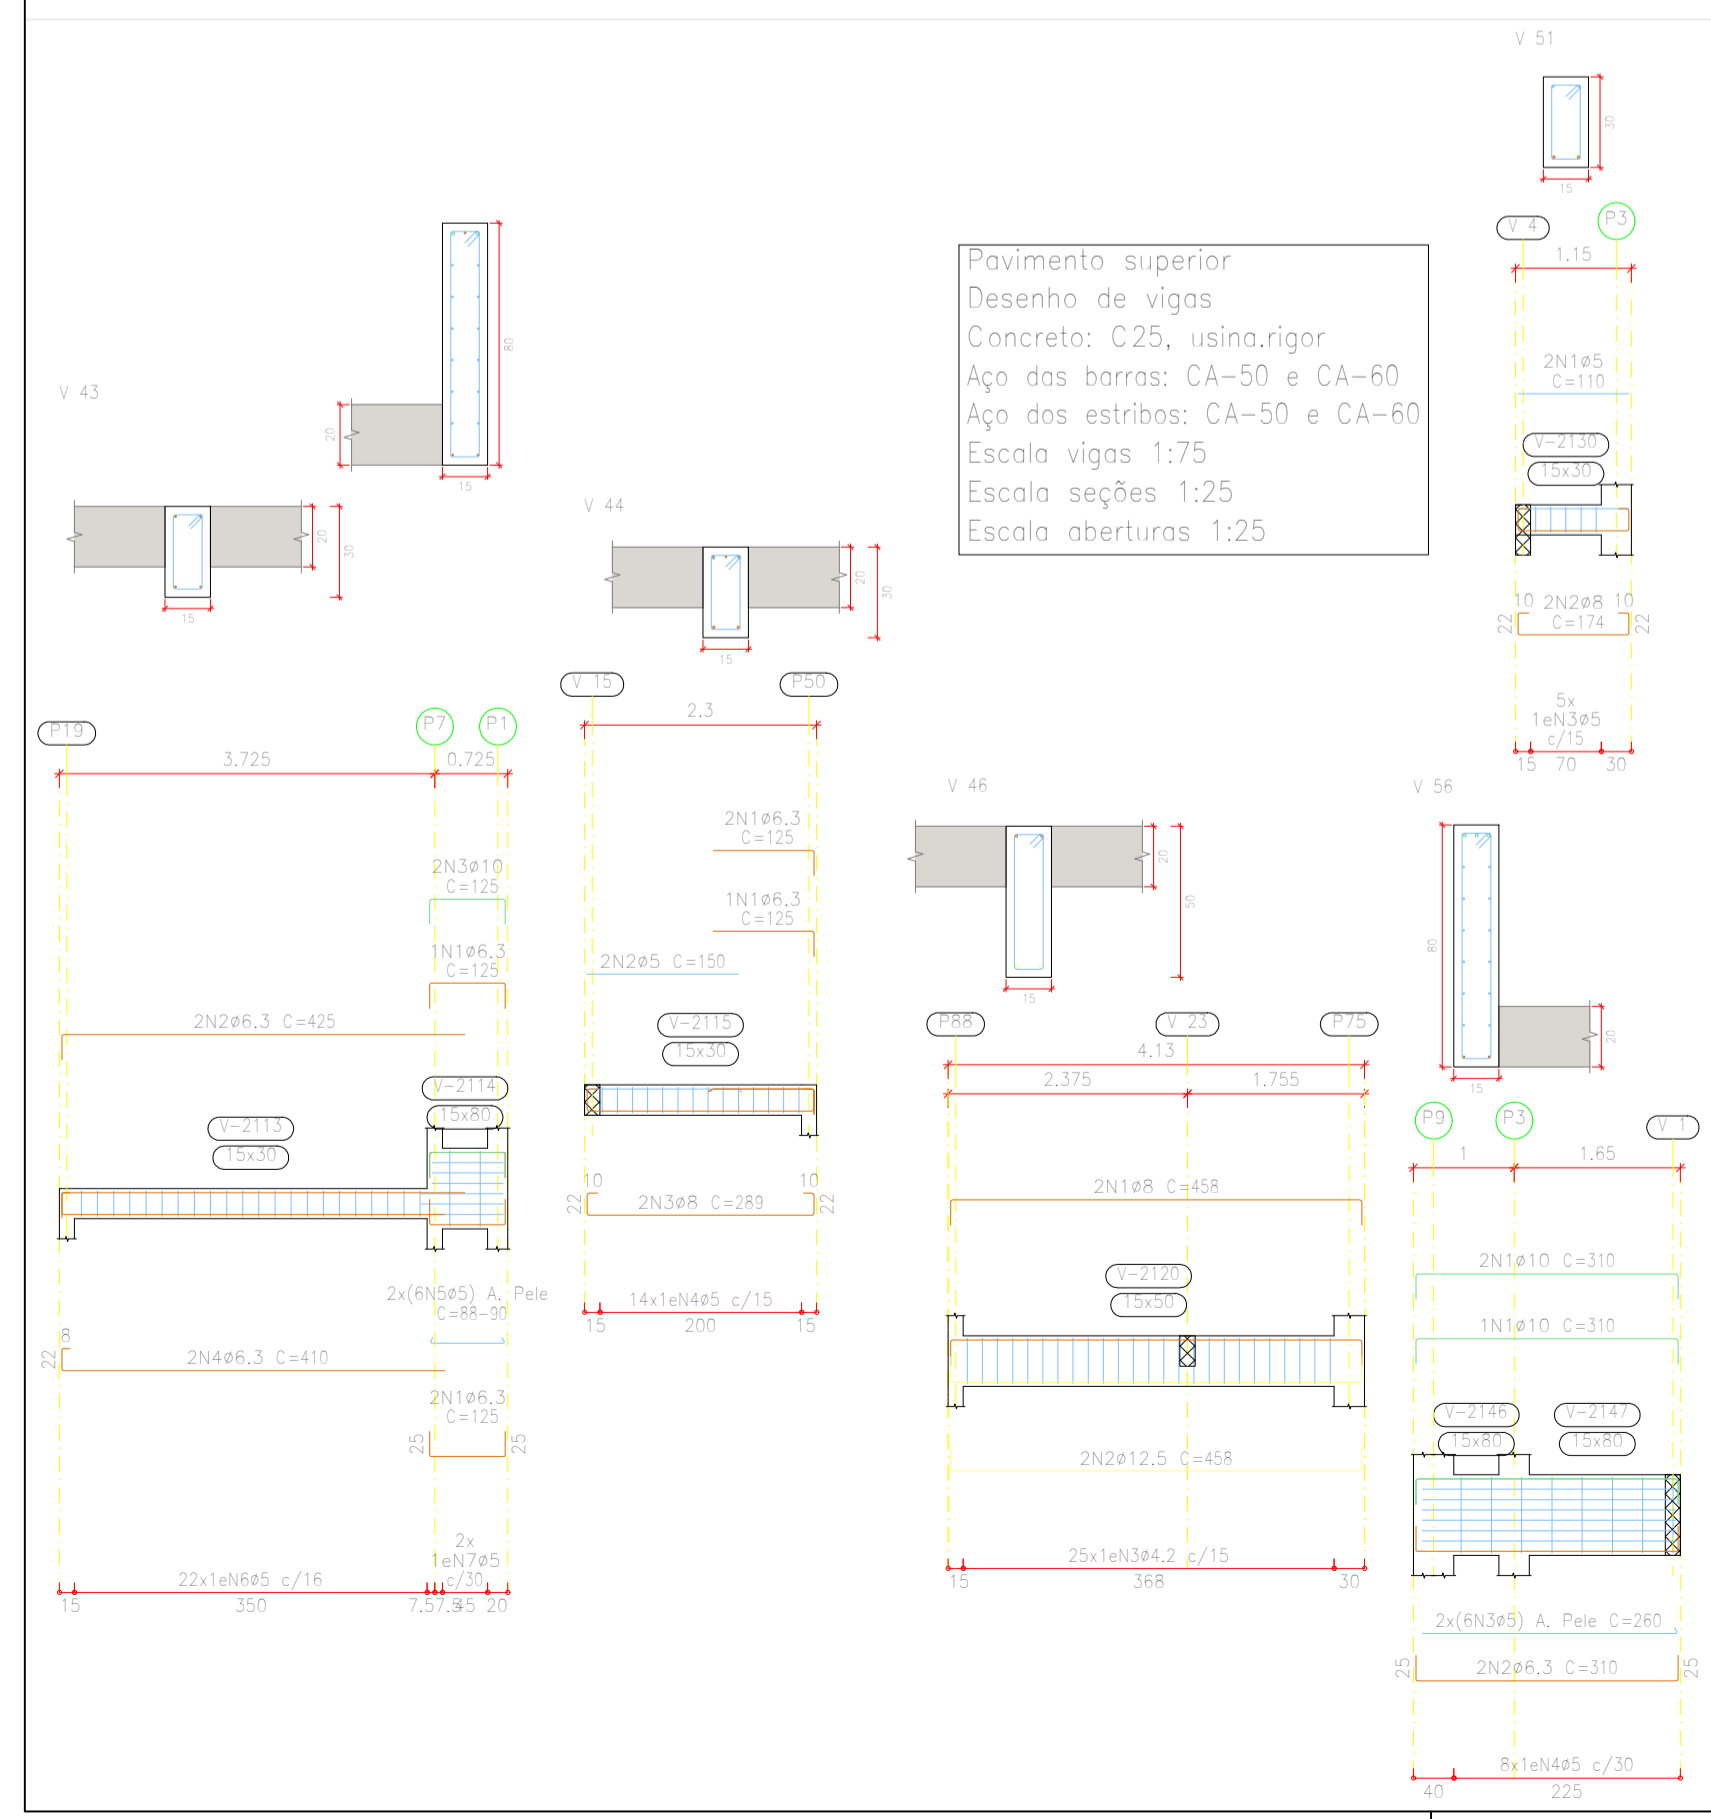 V 51
30
15
V 4
P3
1.15
2N1ø5
C=110
V-2130
15x30
10 2N2ø8 10
22 C=174 22
5x
1eN3ø5
c/15
15 70 30
Pavimento superior
Desenho de vigas
Concreto: C25, usina.rigor
Aço das barras: CA-50 e CA-60
Aço dos estribos: CA-50 e CA-60
Escala vigas 1:75
Escala seções 1:25
Escala aberturas 1:25
V 43
80
20
15
20
30
15
P19
P7
P1
3.725
0.725
2N3ø10
C=125
1N1ø6.3
C=125
2N2ø6.3 C=425
V-2114
15x80
V-2113
15x30
2x(6N5ø5) A. Pele
C=88-90
8
22
2N4ø6.3 C=410
2N1ø6.3
C=125
25 25
2x
1eN7ø5
c/30
22x1eN6ø5 c/16
15 350 7.5 7.5 45 20
V 44
20
30
15
V 15
P50
2.3
2N1ø6.3
C=125
1N1ø6.3
C=125
2N2ø5 C=150
V-2115
15x30
10 10
22 2N3ø8 C=289 22
14x1eN4ø5 c/15
15 200 15
V 46
20
50
15
P88
V 23
P75
4.13
2.375 1.755
2N1ø8 C=458
V-2120
15x50
2N2ø12.5 C=458
25x1eN3ø4.2 c/15
15 368 30
V 56
80
20
15
P9
P3
V 1
1 1.65
2N1ø10 C=310
1N1ø10 C=310
V-2146
15x80
V-2147
15x80
2x(6N3ø5) A. Pele C=260
25 2N2ø6.3 C=310 25
8x1eN4ø5 c/30
40 225